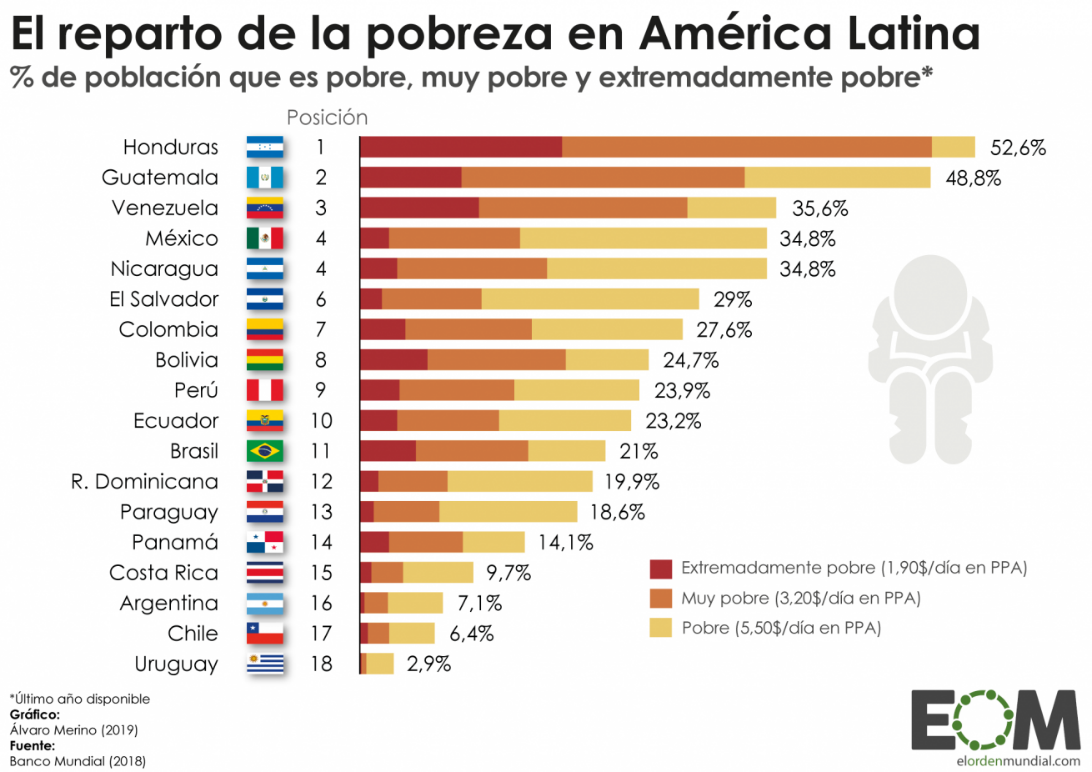 El reparto de la pobreza en América Latina
% de población que es pobre, muy pobre y extremadamente pobre*
Posición
Honduras 1 52,6%
Guatemala 2 48,8%
Venezuela 3 35,6%
México 4 34,8%
Nicaragua 4 34,8%
El Salvador 6 29%
Colombia 7 27,6%
Bolivia 8 24,7%
Perú 9 23,9%
Ecuador 10 23,2%
Brasil 11 21%
R. Dominicana 12 19,9%
Paraguay 13 18,6%
Panamá 14 14,1%
Costa Rica 15 9,7%
Argentina 16 7,1%
Chile 17 6,4%
Uruguay 18 2,9%
Extremadamente pobre (1,90$/día en PPA)
Muy pobre (3,20$/día en PPA)
Pobre (5,50$/día en PPA)
*Último año disponible
Gráfico:
Álvaro Merino (2019)
Fuente:
Banco Mundial (2018)
EOM
elordenmundial.com